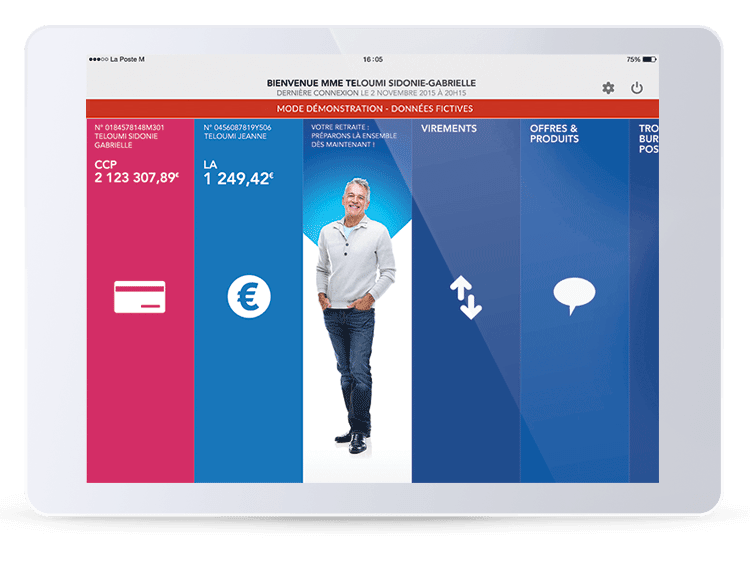 ●●●○○ La Poste M
16:05
75%
BIENVENUE MME TELOUMI SIDONIE-GABRIELLE
DERNIÈRE CONNEXION LE 2 NOVEMBRE 2015 À 20H15
MODE DÉMONSTRATION - DONNÉES FICTIVES
N° 0184578148M301
TELOUMI SIDONIE
GABRIELLE
CCP
2 123 307,89€
N° 0456087819Y506
TELOUMI JEANNE
LA
1 249,42€
VOTRE RETRAITE :
PRÉPARONS LÀ ENSEMBLE
DÈS MAINTENANT !
VIREMENTS
OFFRES &
PRODUITS
TRO
BUR
POS